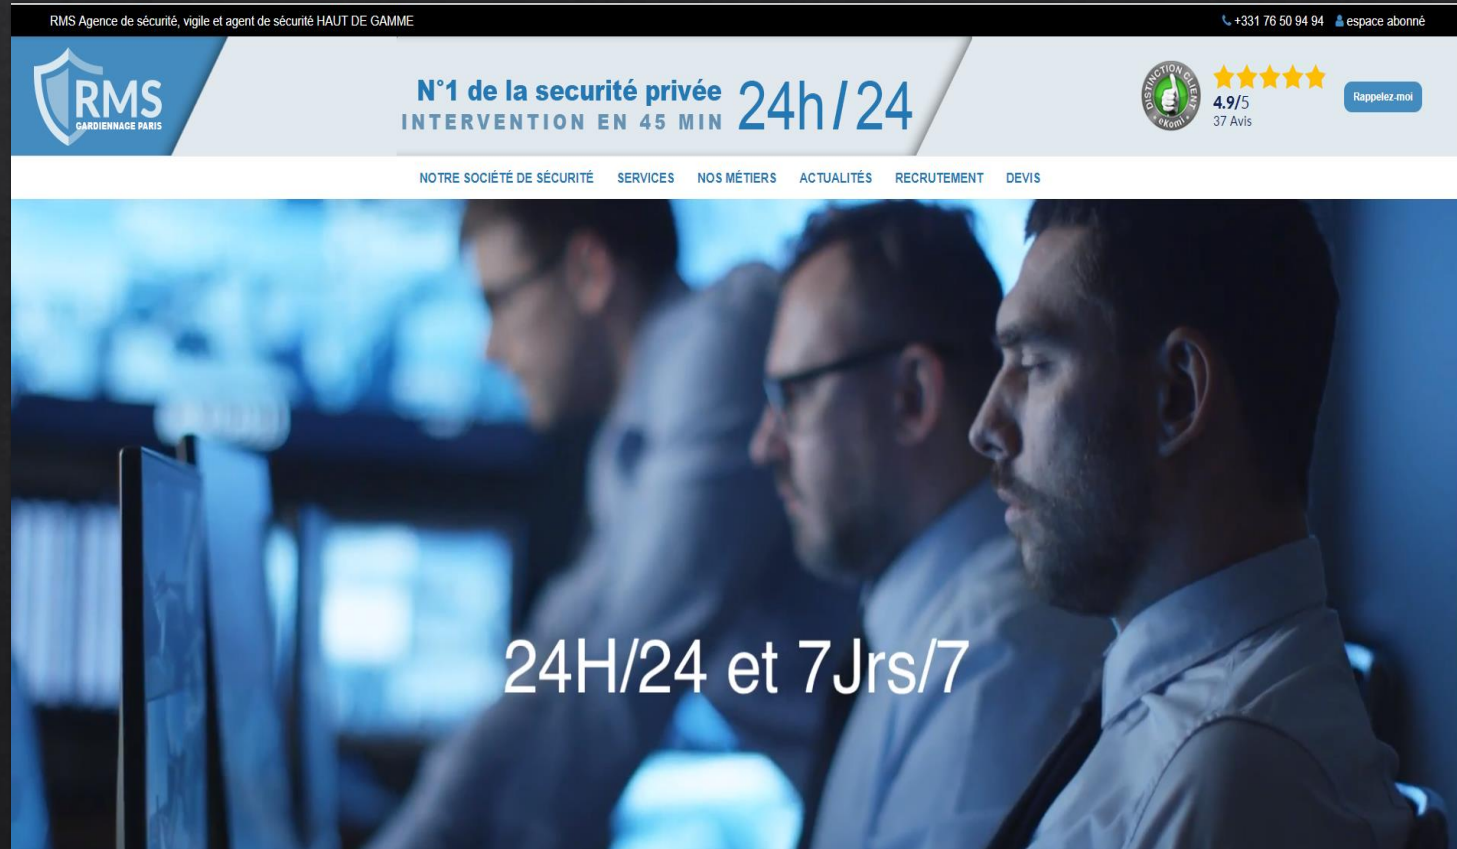 RMS Agence de sécurité, vigile et agent de sécurité HAUT DE GAMME
+331 76 50 94 94 espace abonné
RMS
GARDIENNAGE PARIS
N°1 de la securité privée
INTERVENTION EN 45 MIN
24h/24
DISTINCTION CLIENT
eKomi
4.9/5
37 Avis
Rappelez-moi
NOTRE SOCIÉTÉ DE SÉCURITÉ SERVICES NOS MÉTIERS ACTUALITÉS RECRUTEMENT DEVIS
24H/24 et 7Jrs/7